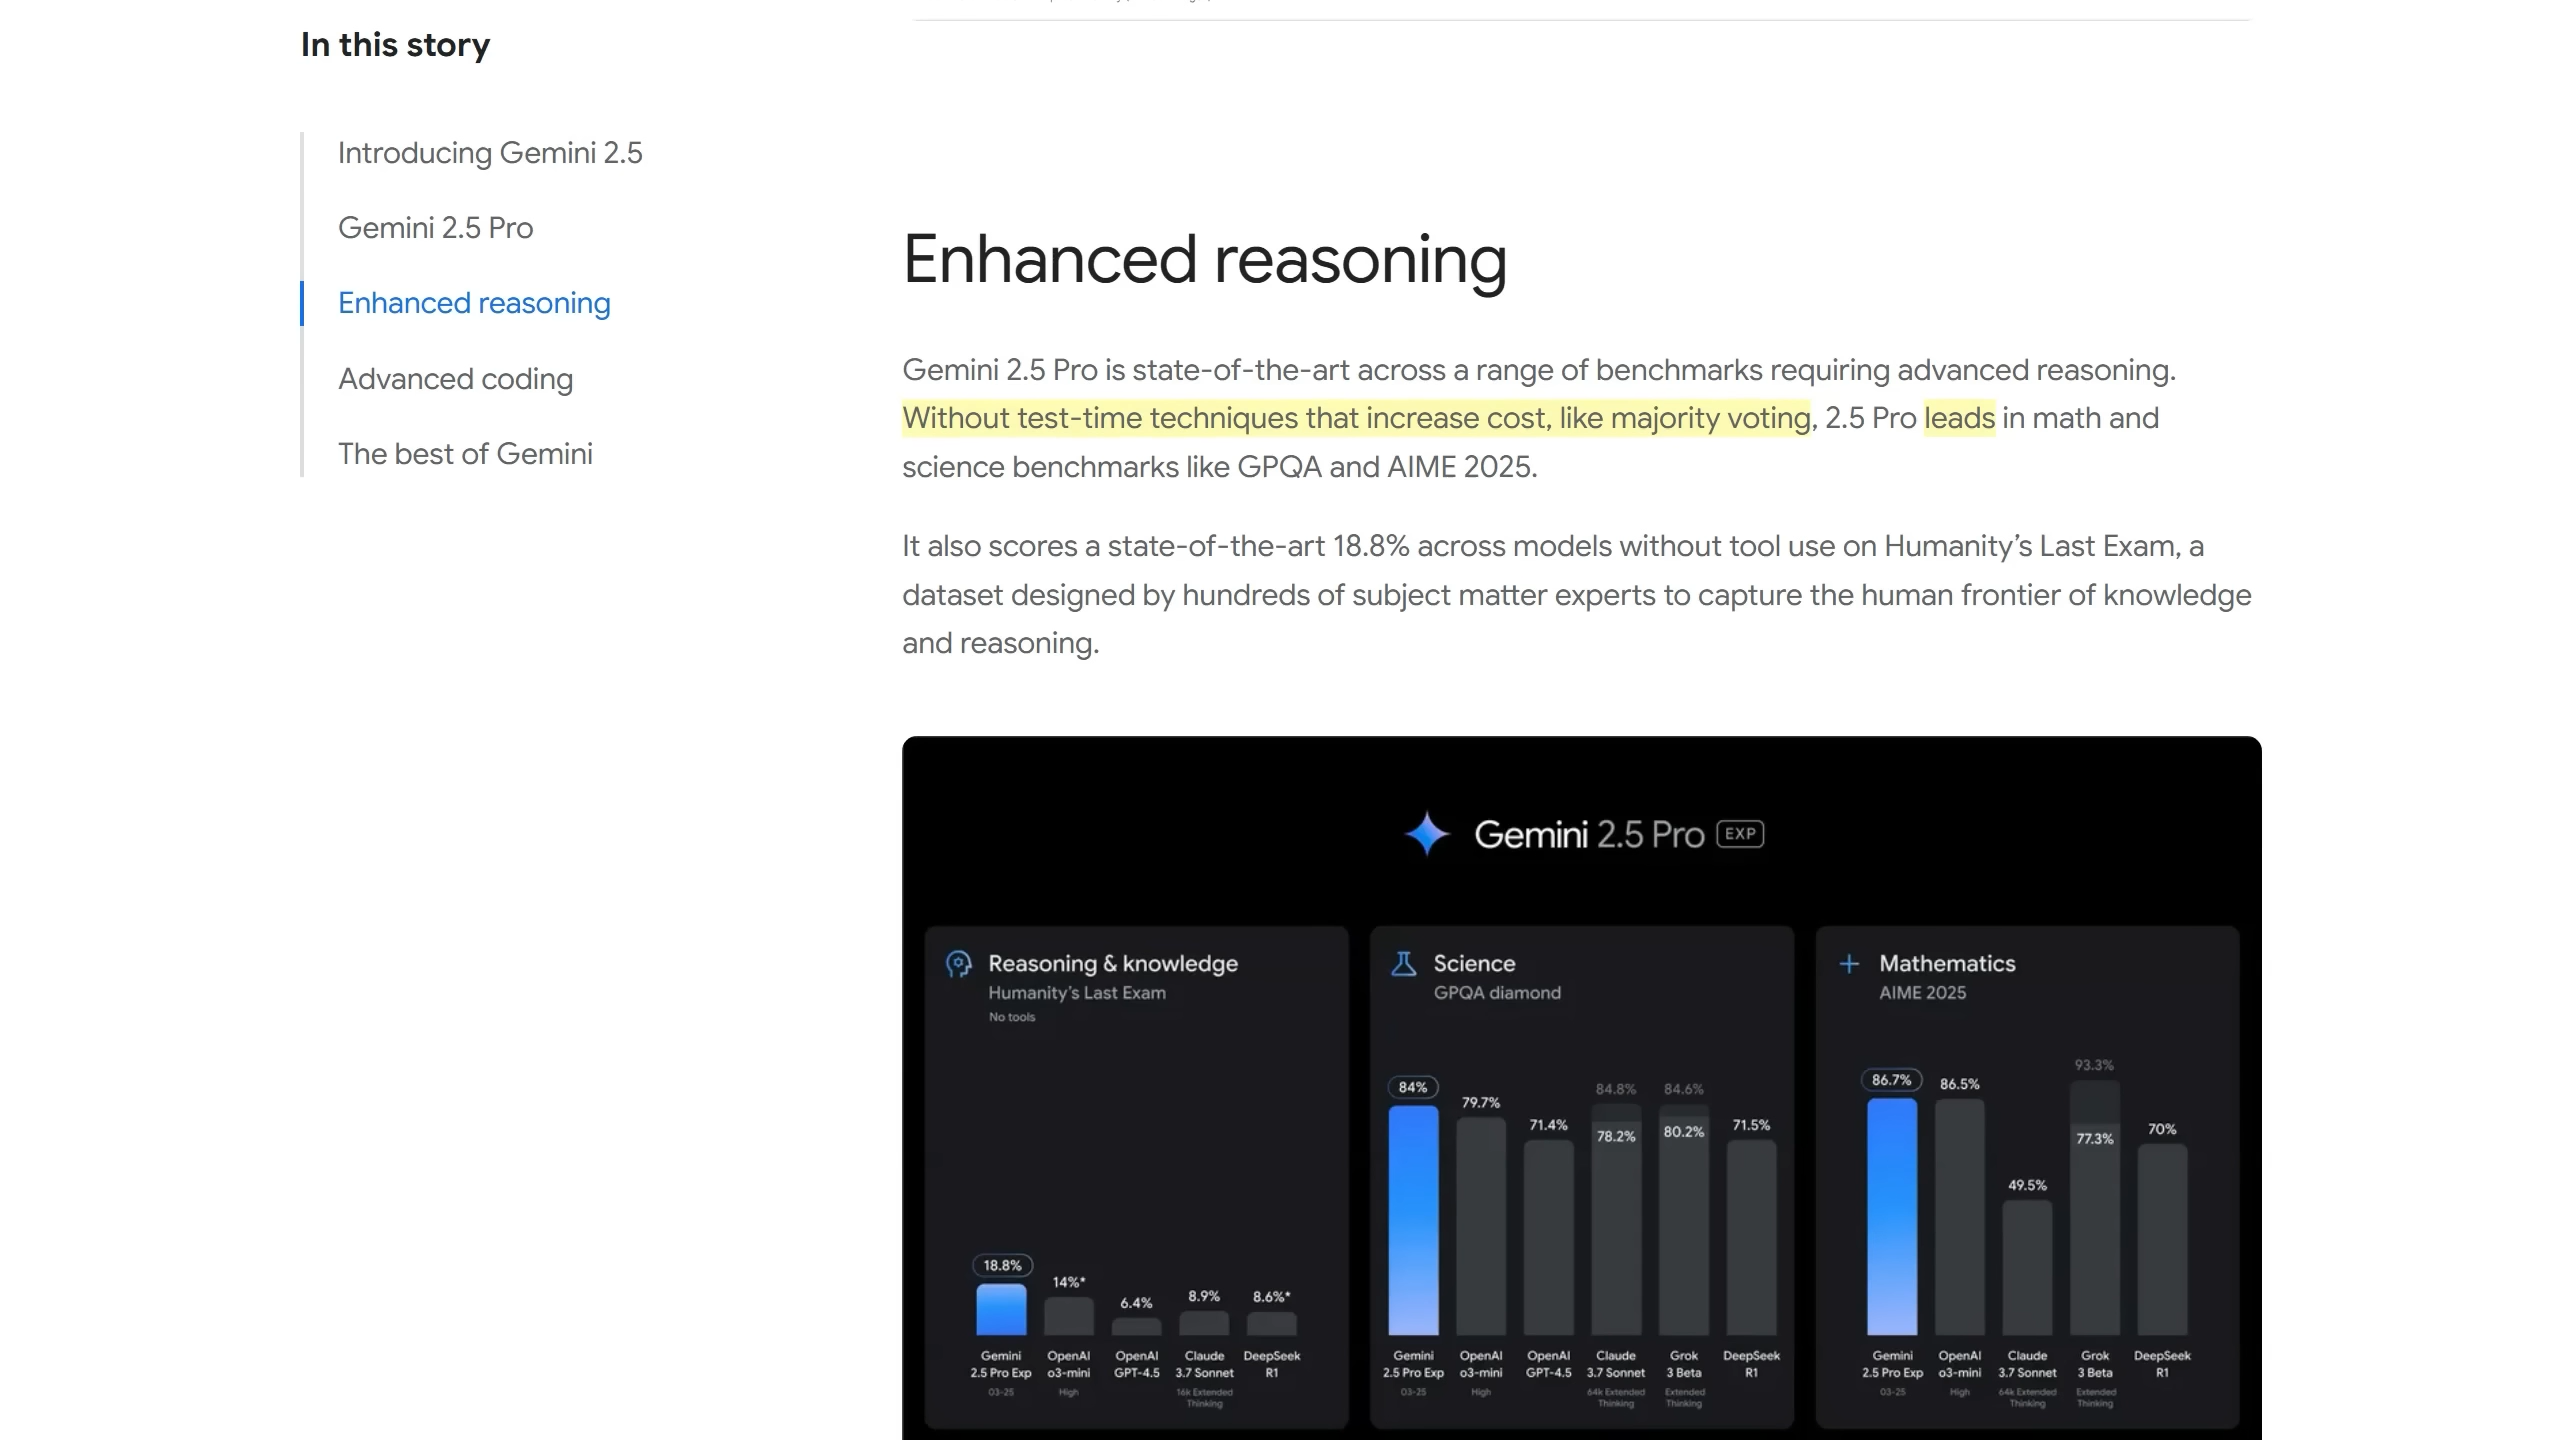 In this story
Introducing Gemini 2.5
Gemini 2.5 Pro
Enhanced reasoning
Advanced coding
The best of Gemini
Enhanced reasoning
Gemini 2.5 Pro is state-of-the-art across a range of benchmarks requiring advanced reasoning.
Without test-time techniques that increase cost, like majority voting, 2.5 Pro leads in math and
science benchmarks like GPQA and AIME 2025.
It also scores a state-of-the-art 18.8% across models without tool use on Humanity’s Last Exam, a
dataset designed by hundreds of subject matter experts to capture the human frontier of knowledge
and reasoning.
Gemini 2.5 Pro EXP
Reasoning & knowledge
Humanity’s Last Exam
No tools
18.8%
14%*
6.4%
8.9%
8.6%*
Gemini
2.5 Pro Exp
03-25
OpenAI
o3-mini
High
OpenAI
GPT-4.5
Claude
3.7 Sonnet
16k Extended
Thinking
DeepSeek
R1
Science
GPQA diamond
84%
79.7%
71.4%
84.8%
78.2%
84.6%
80.2%
71.5%
Gemini
2.5 Pro Exp
03-25
OpenAI
o3-mini
High
OpenAI
GPT-4.5
Claude
3.7 Sonnet
64k Extended
Thinking
Grok
3 Beta
Extended
Thinking
DeepSeek
R1
Mathematics
AIME 2025
86.7%
86.5%
49.5%
93.3%
77.3%
70%
Gemini
2.5 Pro Exp
03-25
OpenAI
o3-mini
High
Claude
3.7 Sonnet
64k Extended
Thinking
Grok
3 Beta
Extended
Thinking
DeepSeek
R1